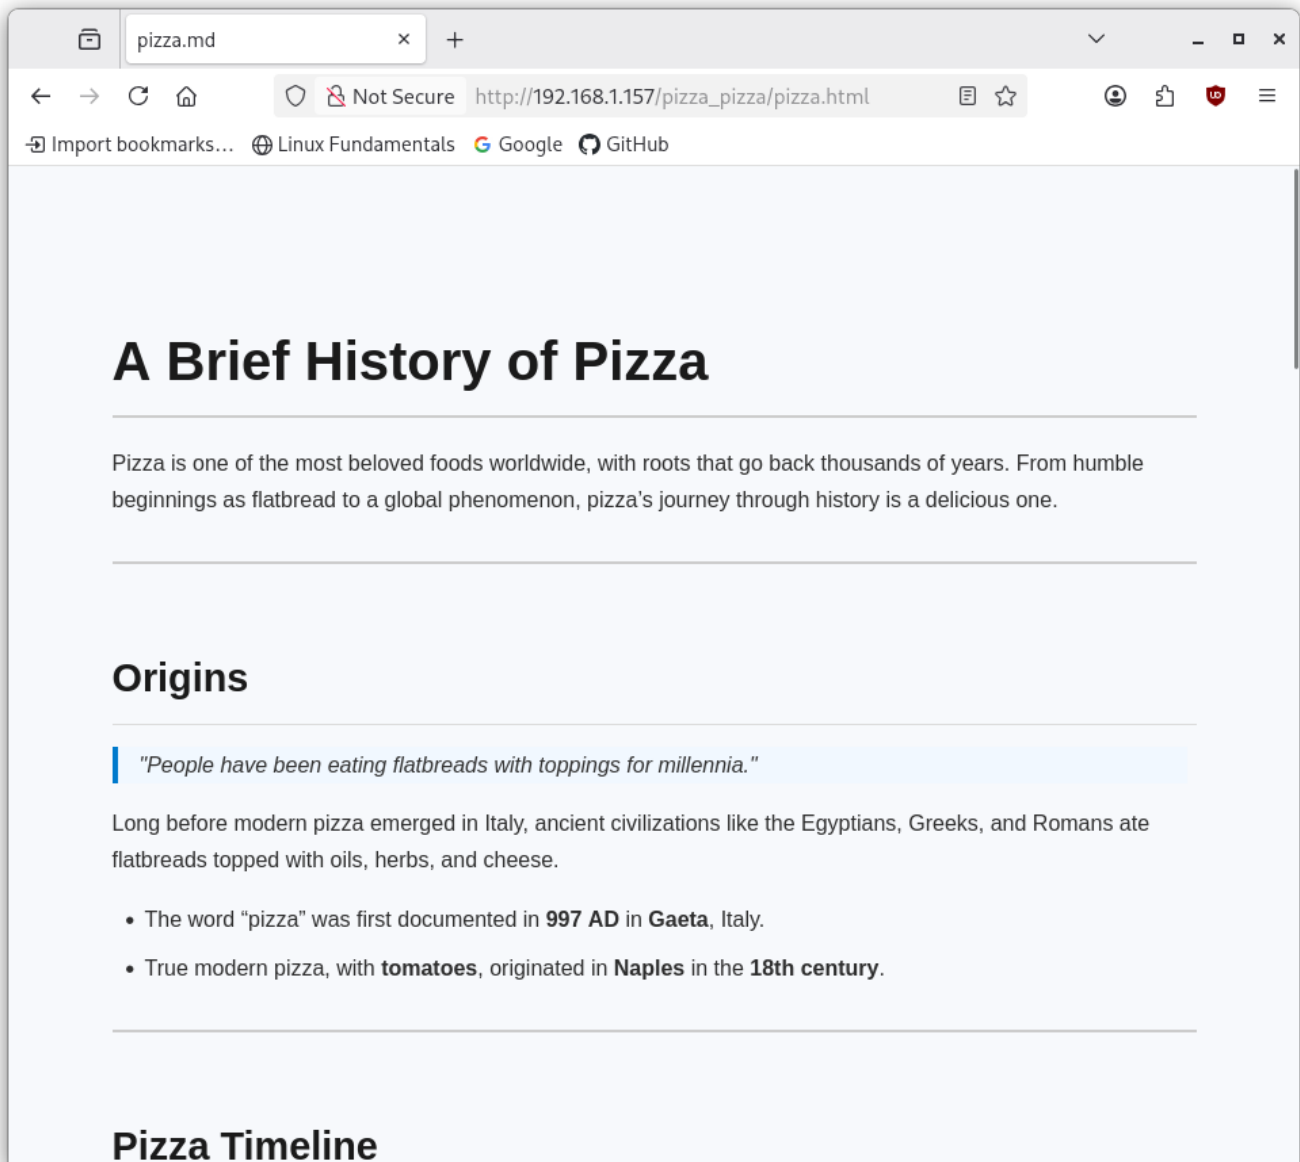 pizza.md
Not Secure
http://192.168.1.157/pizza_pizza/pizza.html
Import bookmarks...
Linux Fundamentals
Google
GitHub
A Brief History of Pizza
Pizza is one of the most beloved foods worldwide, with roots that go back thousands of years. From humble
beginnings as flatbread to a global phenomenon, pizza’s journey through history is a delicious one.
Origins
"People have been eating flatbreads with toppings for millennia."
Long before modern pizza emerged in Italy, ancient civilizations like the Egyptians, Greeks, and Romans ate
flatbreads topped with oils, herbs, and cheese.
• The word “pizza” was first documented in 997 AD in Gaeta, Italy.
• True modern pizza, with tomatoes, originated in Naples in the 18th century.
Pizza Timeline